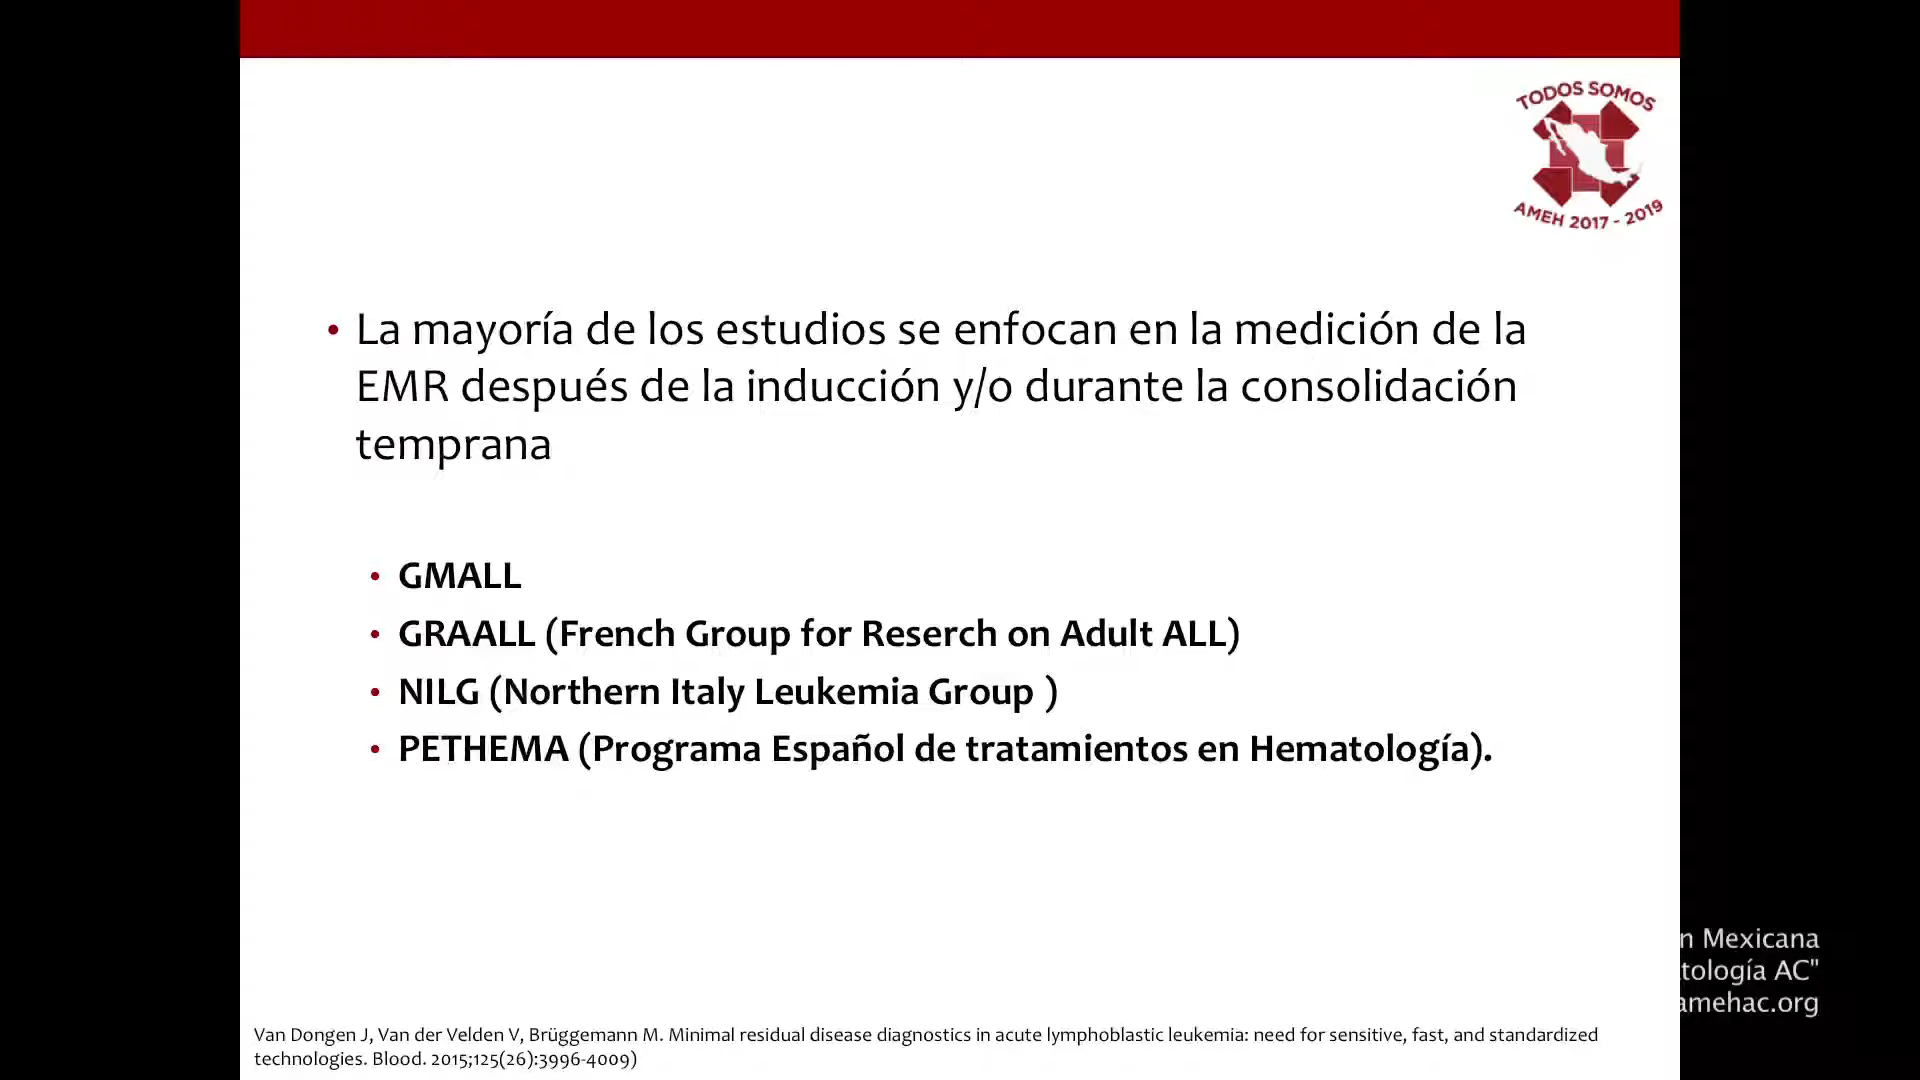 TODOS SOMOS
AMEH 2017 - 2019
• La mayoría de los estudios se enfocan en la medición de la
EMR después de la inducción y/o durante la consolidación
temprana
• GMALL
• GRAALL (French Group for Reserch on Adult ALL)
• NILG (Northern Italy Leukemia Group )
• PETHEMA (Programa Español de tratamientos en Hematología).
n Mexicana
tología AC"
amehac.org
Van Dongen J, Van der Velden V, Brüggemann M. Minimal residual disease diagnostics in acute lymphoblastic leukemia: need for sensitive, fast, and standardized
technologies. Blood. 2015;125(26):3996-4009)